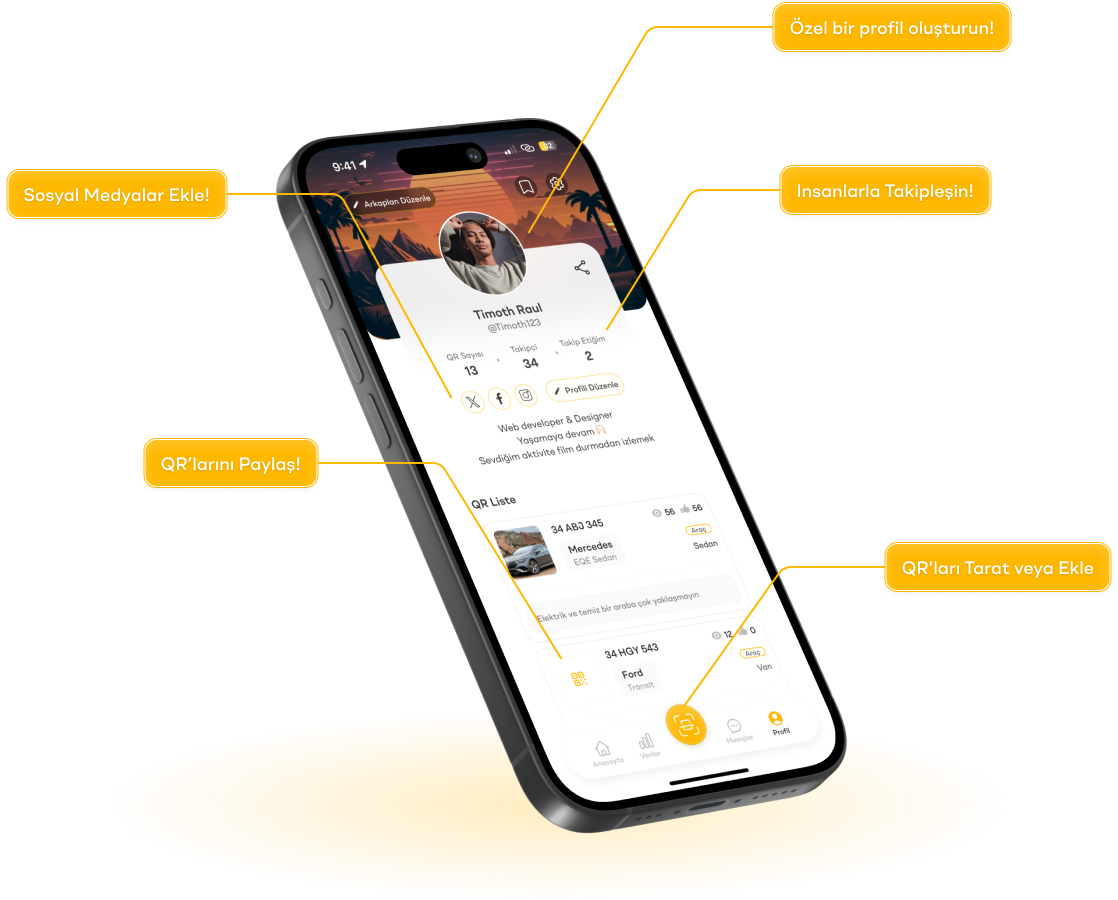 Özel bir profil oluşturun!
Sosyal Medyalar Ekle!
Insanlarla Takipleşin!
QR’larını Paylaş!
QR’ları Tarat veya Ekle
9:41
32
Arkaplan Düzenle
Timoth Raul
@Timoth123
QR Sayısı
13
Takipçi
34
Takip Etiğim
2
Profili Düzenle
Web developer & Designer
Yaşamaya devam
Sevdiğim aktivite film durmadan izlemek
QR Liste
34 ABJ 345
56 56
Mercedes
EQE Sedan
Araç
Sedan
Elektrik ve temiz bir araba çok yaklaşmayın
34 HGY 543
12 0
Ford
Transit
Araç
Van
Anasayfa
Veriler
Mesajlar
Profil